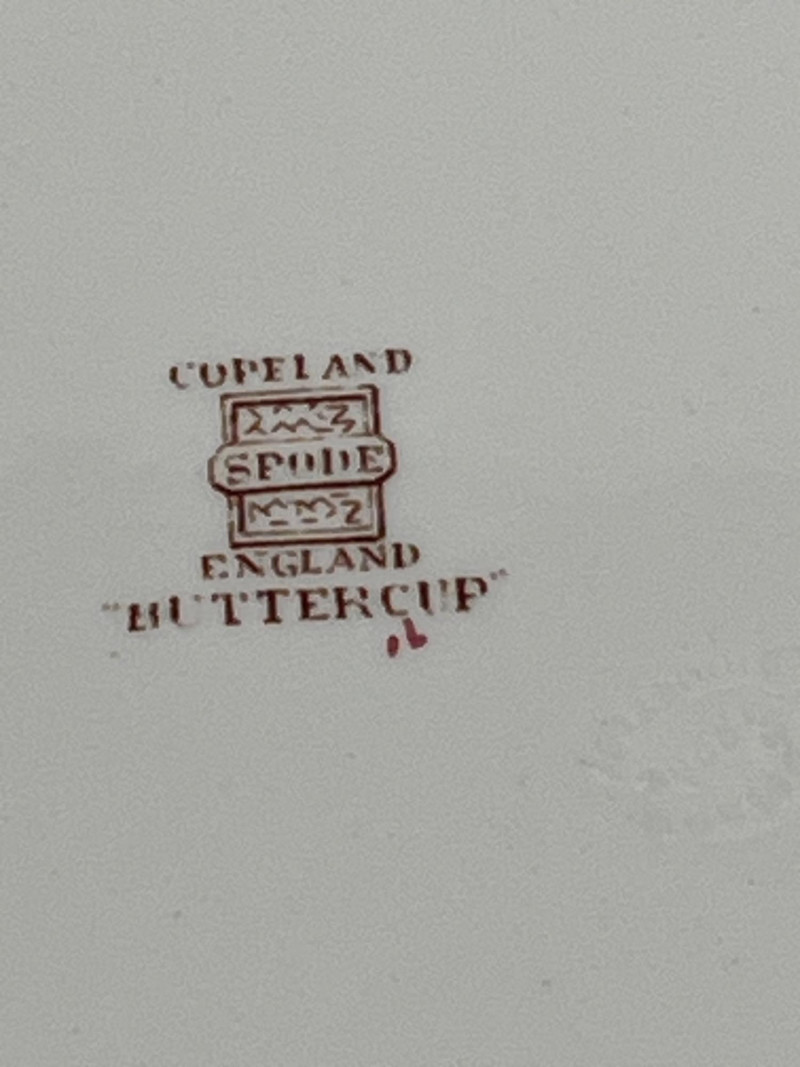 COPELAND
SPODE
ENGLAND
"BUTTERCUP"